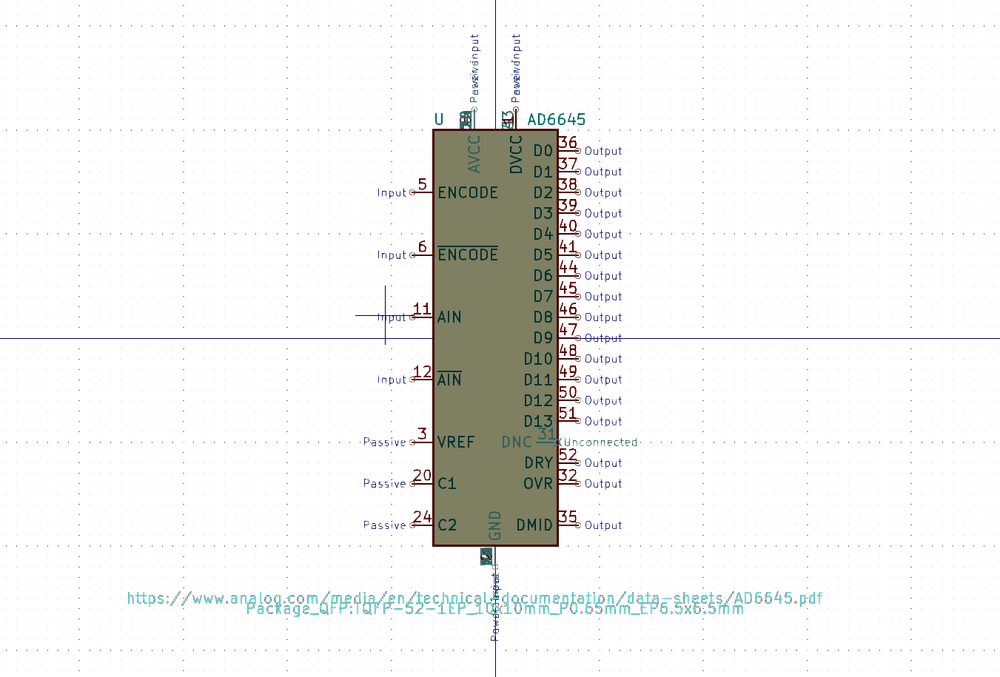 Power input
Power input
U
AD6645
AVCC
DVCC
D0 36 Output
D1 37 Output
Input 5 ENCODE
D2 38 Output
D3 39 Output
D4 40 Output
Input 6 ENCODE
D5 41 Output
D6 44 Output
D7 45 Output
Input 11 AIN
D8 46 Output
D9 47 Output
D10 48 Output
Input 12 AIN
D11 49 Output
D12 50 Output
D13 51 Output
Passive 3 VREF
DNC 31 Unconnected
DRY 52 Output
Passive 20 C1
OVR 32 Output
Passive 24 C2
GND
DMID 35 Output
https://www.analog.com/media/en/technical-documentation/data-sheets/AD6645.pdf
Package_QFP:TQFP-52-1EP_10x10mm_P0.65mm_EP6.5x6.5mm
Power input